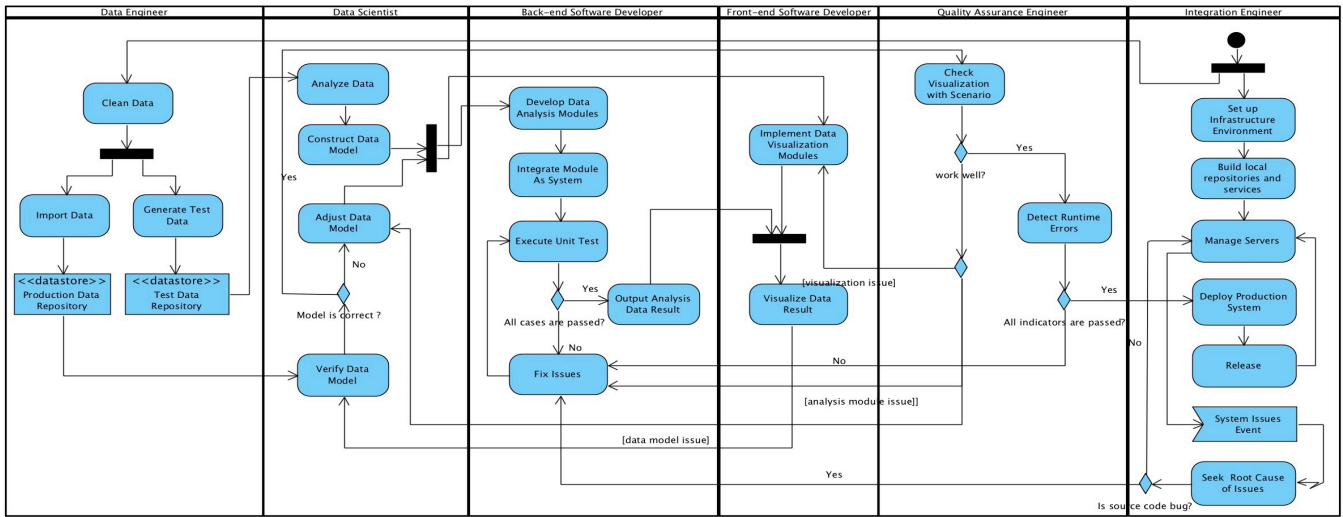 Data Engineer
Data Scientist
Back-end Software Developer
Front-end Software Developer
Quality Assurance Engineer
Integration Engineer
Clean Data
Import Data
Generate Test
Data
<<datastore>>
Production Data
Repository
<<datastore>>
Test Data
Repository
Analyze Data
Construct Data
Model
Yes
Adjust Data
Model
No
Model is correct ?
Verify Data
Model
Develop Data
Analysis Modules
Integrate Module
As System
Execute Unit Test
Yes
All cases are passed?
Output Analysis
Data Result
No
Fix Issues
Implement Data
Visualization Modules
[visualization issue]
Visualize Data
Result
No
[analysis module issue]]
[data model issue]
Yes
Check
Visualization
with Scenario
Yes
work well?
Detect Runtime
Errors
Yes
All indicators are passed?
No
Set up
Infrastructure
Environment
Build local
repositories and
services
Manage Servers
Deploy Production
System
Release
System Issues
Event
Seek Root Cause
of Issues
Is source code bug?